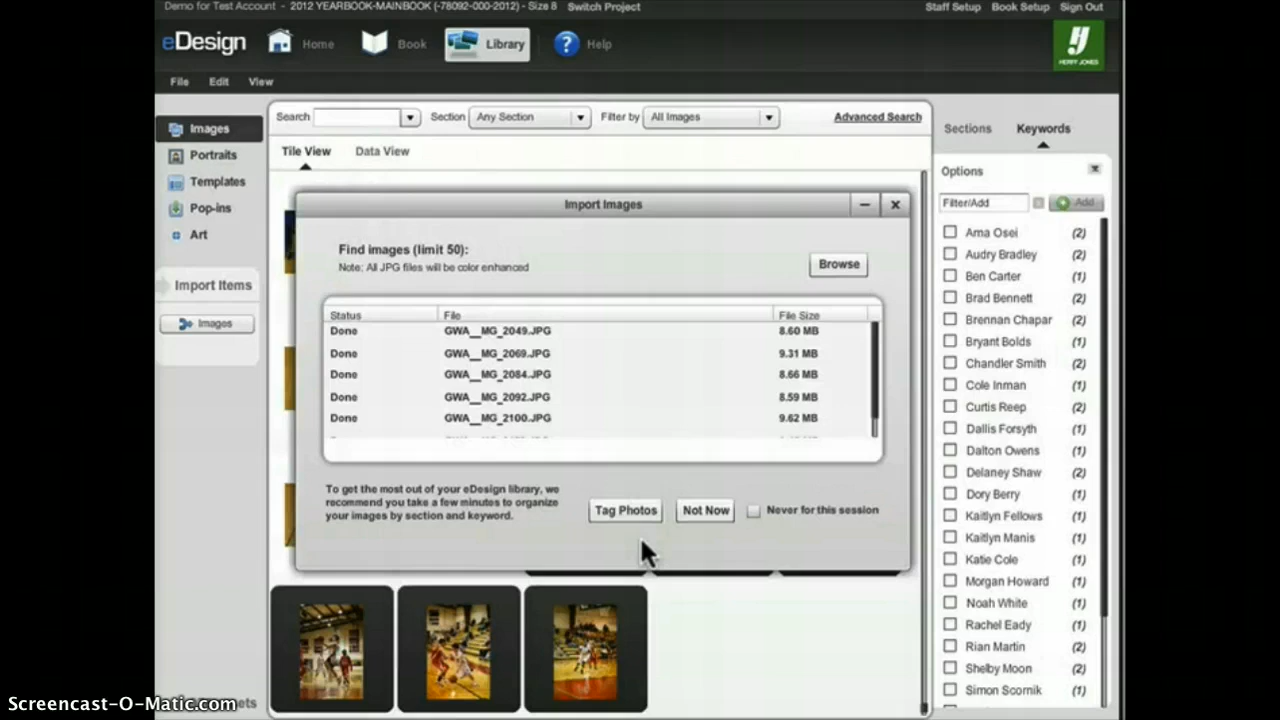 Demo for Test Account - 2012 YEARBOOK-MAINBOOK (-78092-000-2012) - Size 8 Switch Project
Staff Setup Book Setup Sign Out
eDesign Home Book Library ? Help
HERFF JONES
File Edit View
Images
Portraits
Templates
Pop-ins
Art
Import Items
Images
Search Section Any Section Filter by All Images Advanced Search
Tile View Data View
Import Images
Find images (limit 50):
Note: All JPG files will be color enhanced
Browse
Status File File Size
Done GWA__MG_2049.JPG 8.60 MB
Done GWA__MG_2069.JPG 9.31 MB
Done GWA__MG_2084.JPG 8.66 MB
Done GWA__MG_2092.JPG 8.59 MB
Done GWA__MG_2100.JPG 9.62 MB
To get the most out of your eDesign library, we
recommend you take a few minutes to organize
your images by section and keyword.
Tag Photos Not Now Never for this session
Sections Keywords
Options
Filter/Add Add
Ama Osei (2)
Audry Bradley (2)
Ben Carter (1)
Brad Bennett (2)
Brennan Chapar (1)
Bryant Bolds (1)
Chandler Smith (2)
Cole Inman (1)
Curtis Reep (2)
Dallis Forsyth (1)
Dalton Owens (1)
Delaney Shaw (2)
Dory Berry (1)
Kaitlyn Fellows (1)
Kaitlyn Manis (1)
Katie Cole (1)
Morgan Howard (1)
Noah White (1)
Rachel Eady (1)
Rian Martin (2)
Shelby Moon (2)
Simon Scornik (1)
Screencast-O-Matic.com